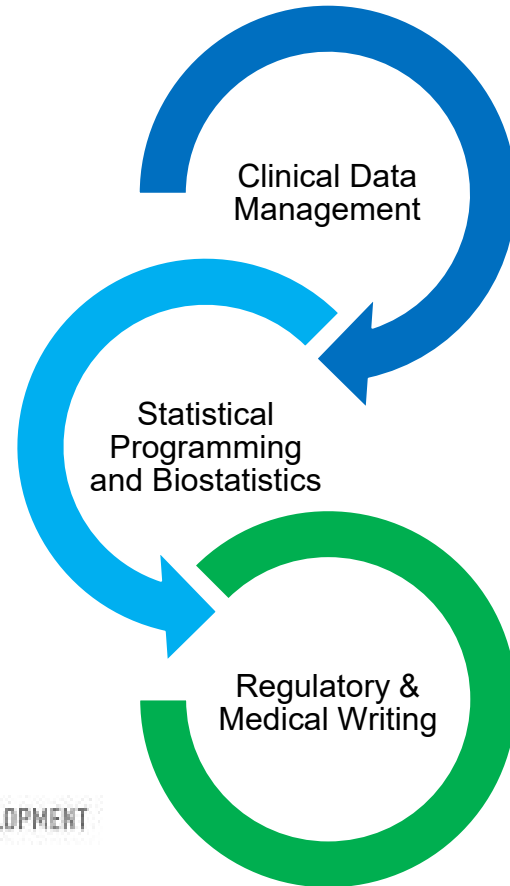 Clinical Data
Management
Statistical
Programming
and Biostatistics
Regulatory &
Medical Writing